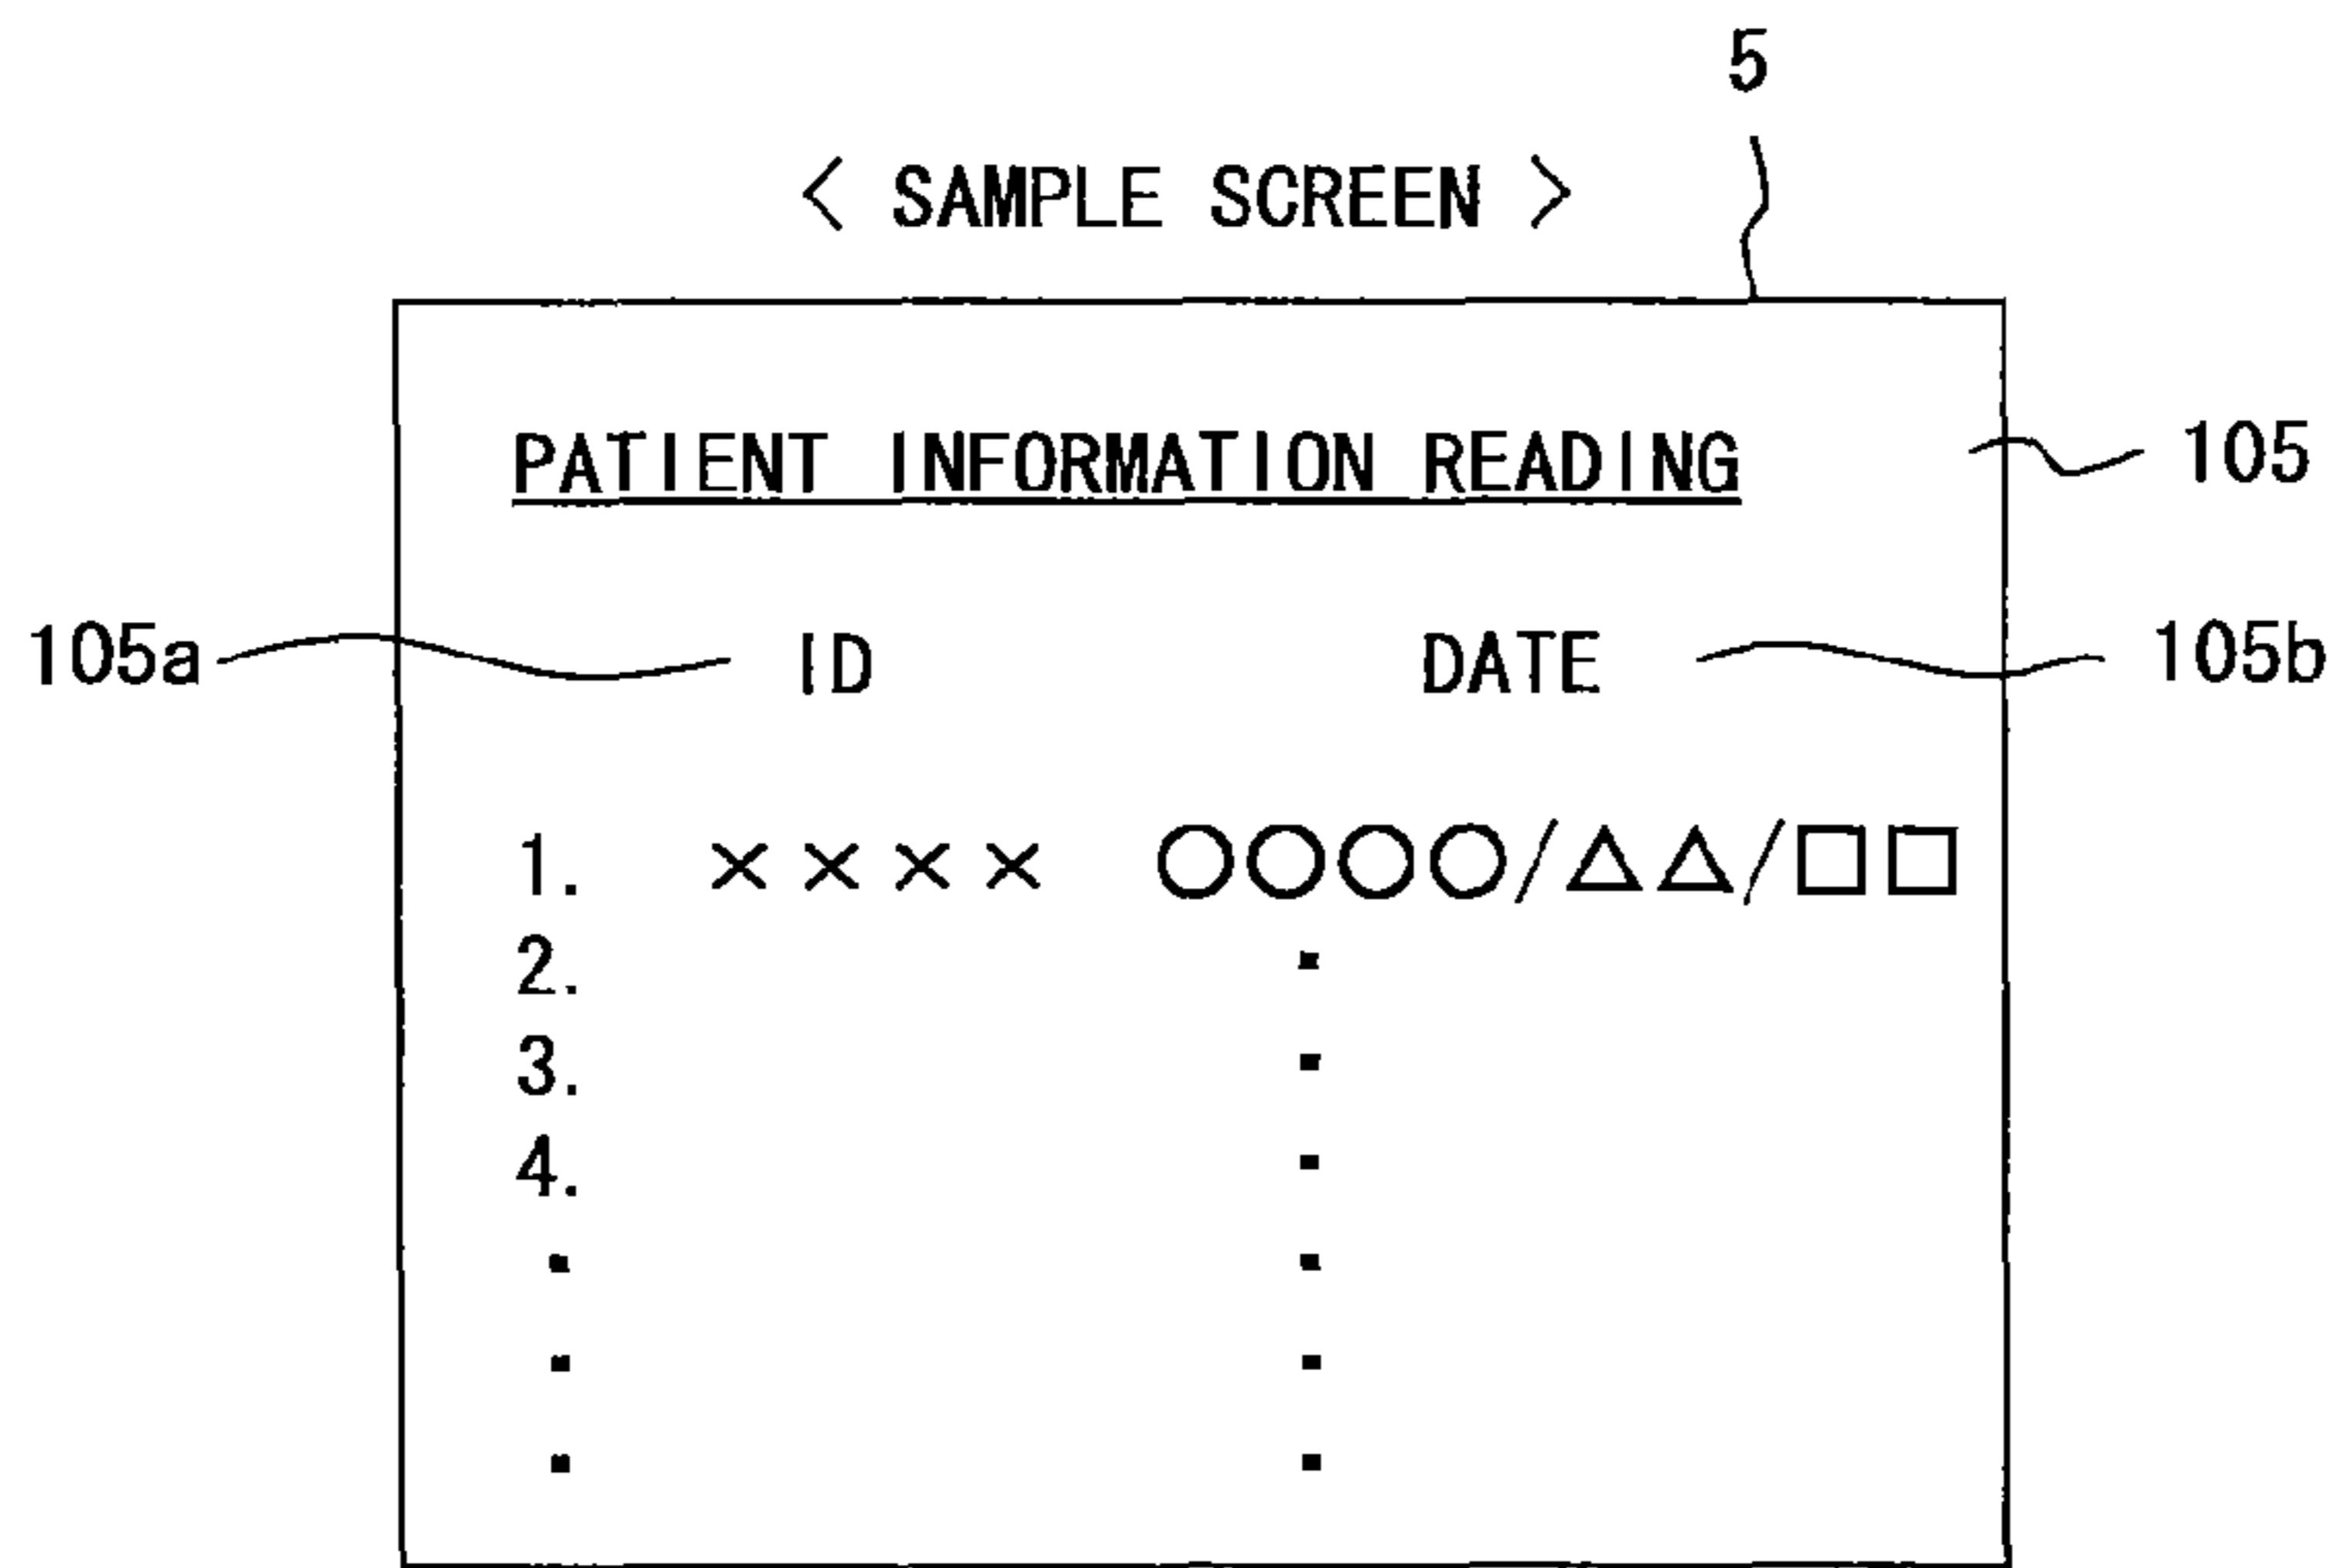 5
< SAMPLE SCREEN >
PATIENT INFORMATION READING
105
105a
ID
DATE
105b
1. ×××× ○○○○/△△/□□
2. ·
3. ·
4. ·
· ·
· ·
· ·